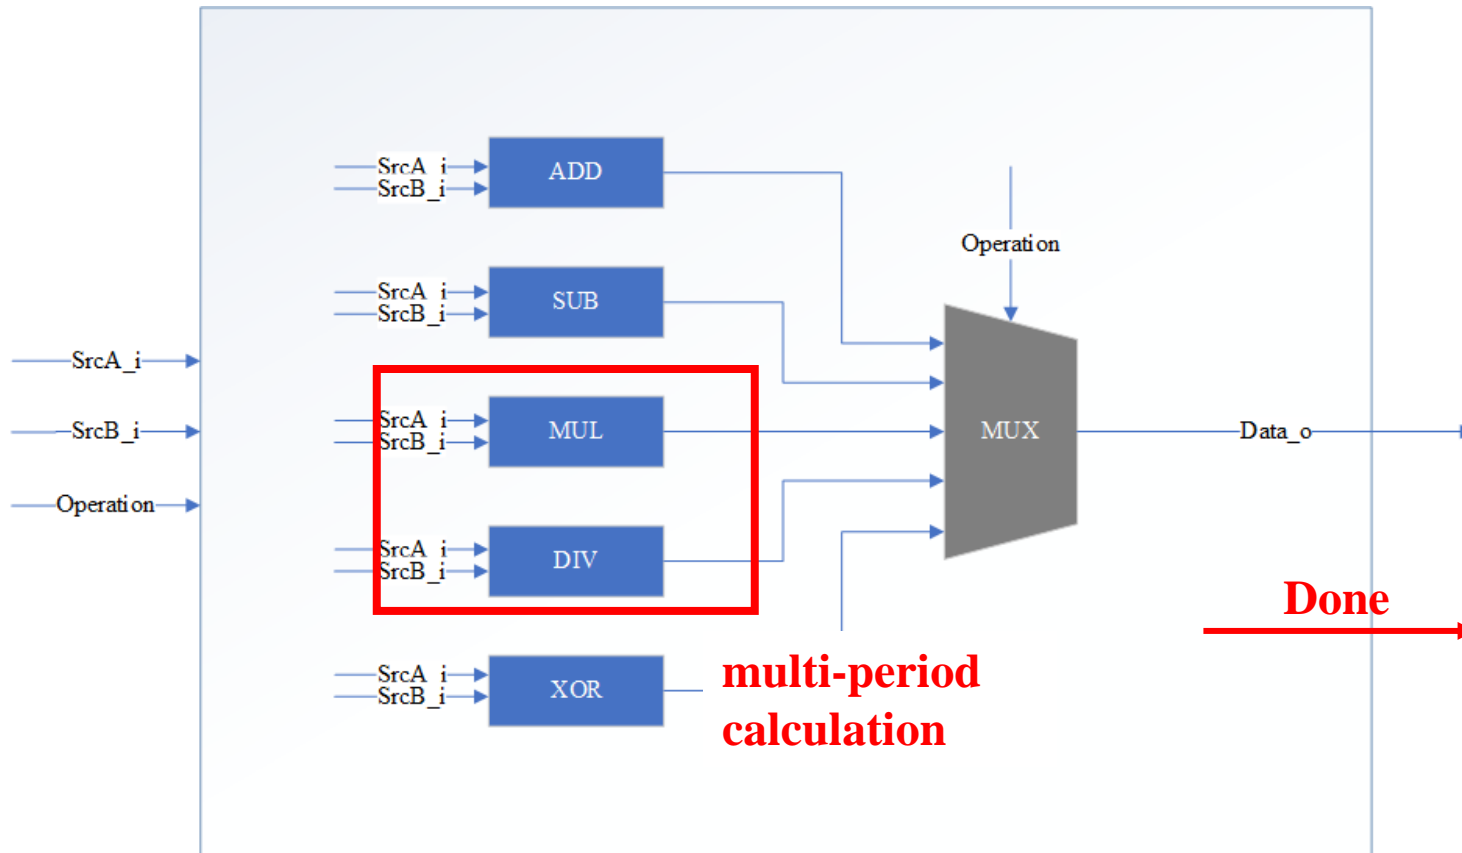 SrcA_i
SrcB_i
ADD
Operation
SrcA_i
SrcB_i
SUB
SrcA_i
SrcB_i
Operation
SrcA_i
SrcB_i
MUL
MUX
Data_o
SrcA_i
SrcB_i
DIV
Done
SrcA_i
SrcB_i
XOR
multi-period
calculation